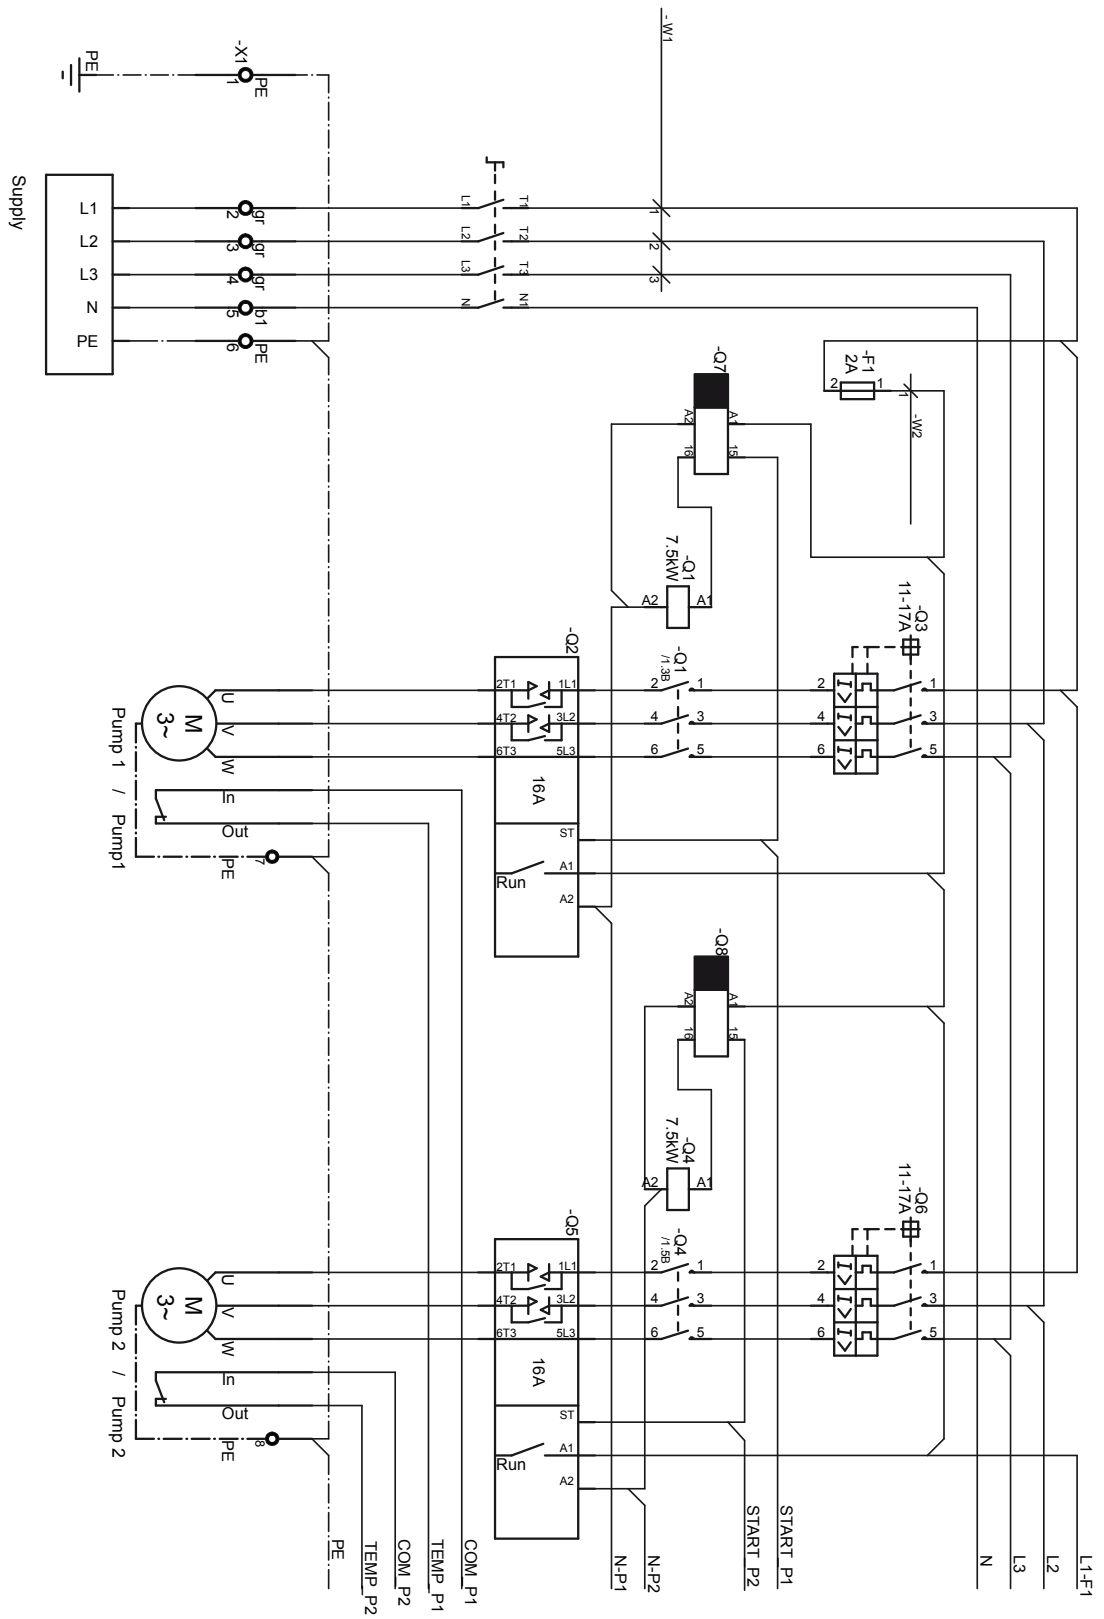 -W1
-X1
PE
1
PE
Supply
L1
L2
L3
N
PE
2
gr
3
gr
4
gr
5
b1
6
PE
L1
T1
L2
T2
L3
T3
N
N1
1
2
3
-F1
2A
2
1
1
-W2
-Q7
A2
A1
16
15
-Q1
7.5kW
A2
A1
-Q3
11-17A
2
1
4
3
6
5
I>
I>
I>
-Q1
/1.3B
2
1
4
3
6
5
-Q2
2T1
1L1
4T2
3L2
6T3
5L3
16A
ST
A1
Run
A2
U
V
W
M
3~
Pump 1 / Pump1
In
Out
PE
7
-Q8
A2
A1
16
15
-Q4
7.5kW
A2
A1
-Q6
11-17A
2
1
4
3
6
5
I>
I>
I>
-Q4
/1.5B
2
1
4
3
6
5
-Q5
2T1
1L1
4T2
3L2
6T3
5L3
16A
ST
A1
Run
A2
U
V
W
M
3~
Pump 2 / Pump 2
In
Out
PE
8
PE
TEMP_P2
COM_P2
TEMP_P1
COM_P1
N-P1
N-P2
START_P2
START_P1
N
L3
L2
L1-F1